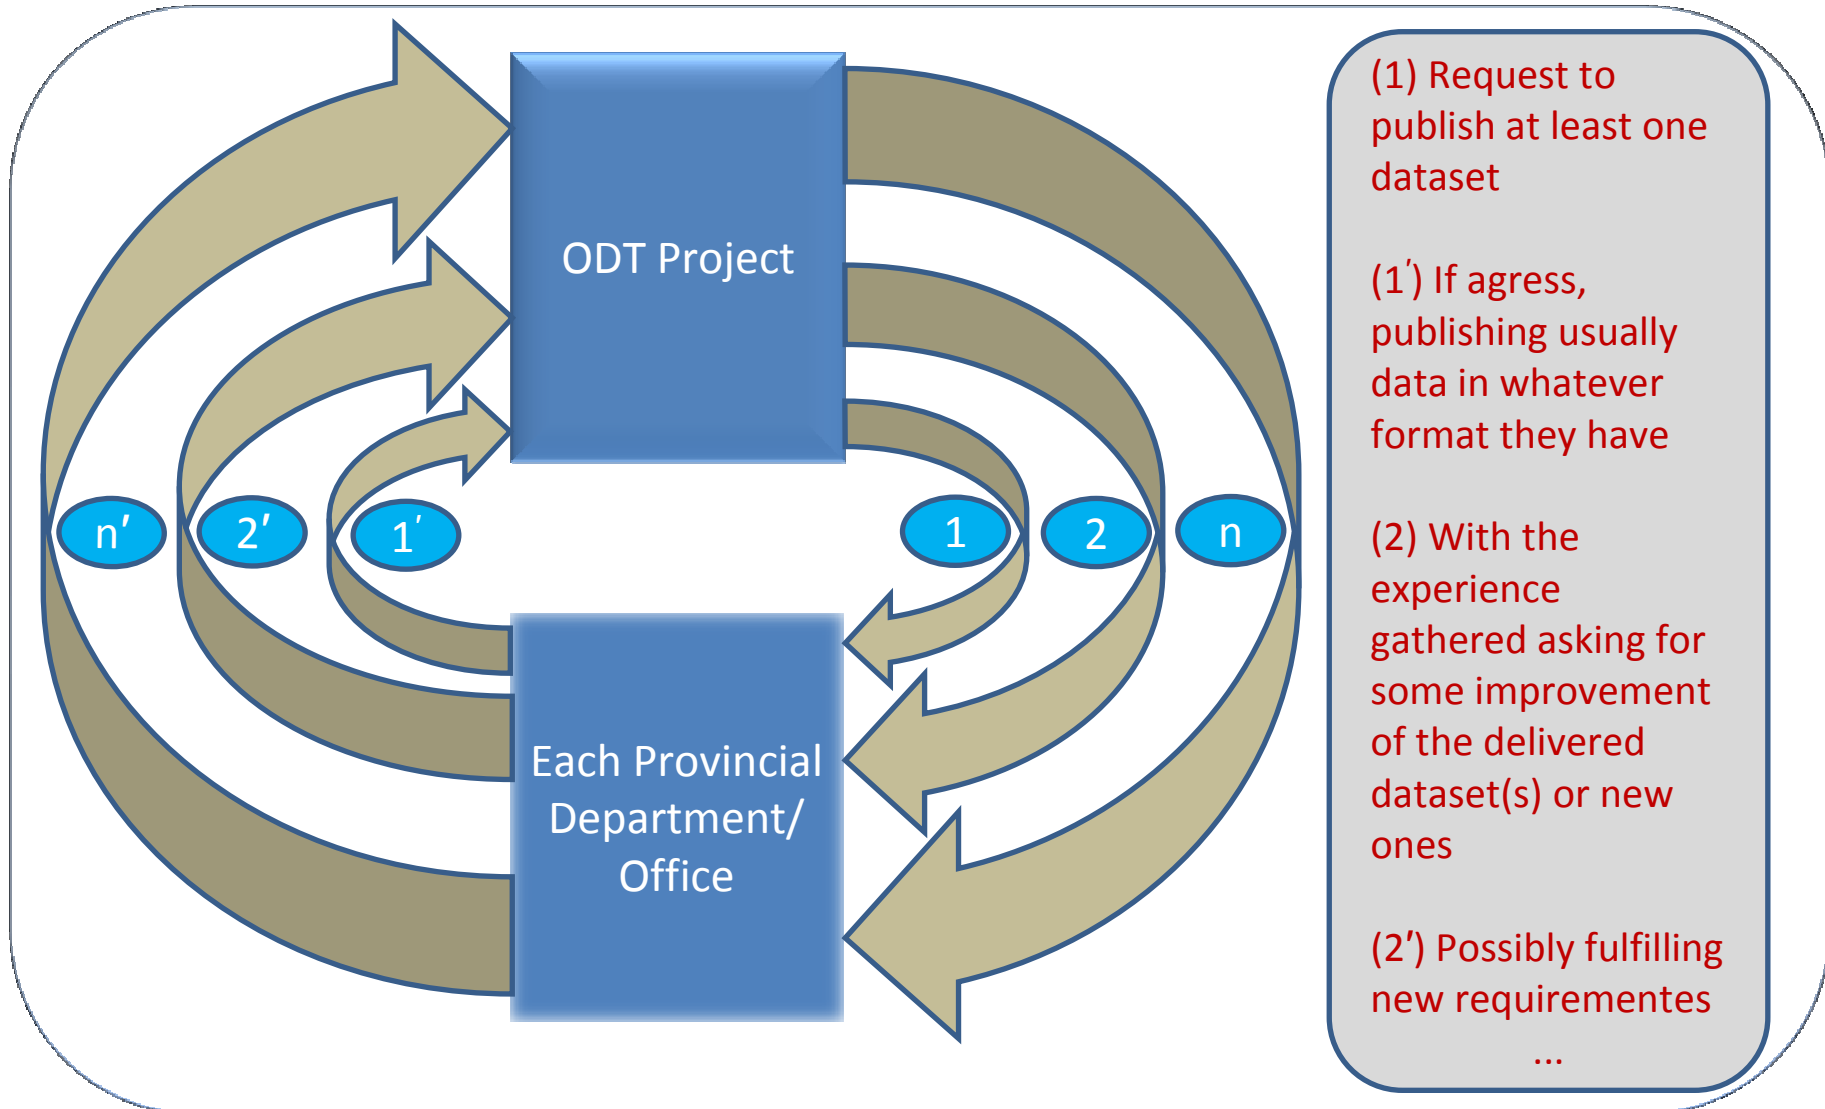 ODT Project
n′
2′
1′
1
2
n
Each Provincial
Department/
Office
(1) Request to
publish at least one
dataset
(1′) If agress,
publishing usually
data in whatever
format they have
(2) With the
experience
gathered asking for
some improvement
of the delivered
dataset(s) or new
ones
(2′) Possibly fulfilling
new requirementes
...